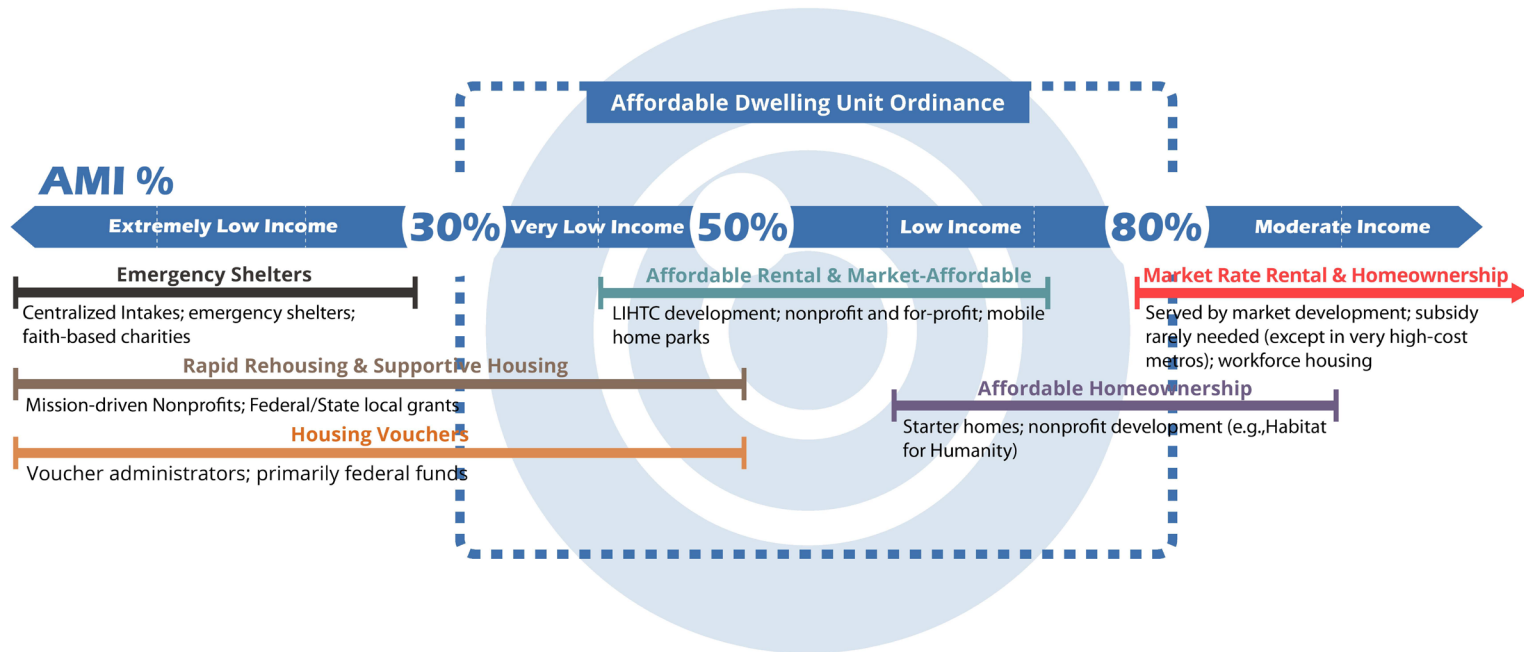 Affordable Dwelling Unit Ordinance
AMI %
Extremely Low Income
30%
Very Low Income
50%
Low Income
80%
Moderate Income
Emergency Shelters
Centralized Intakes; emergency shelters;
faith-based charities
Rapid Rehousing & Supportive Housing
Mission-driven Nonprofits; Federal/State local grants
Housing Vouchers
Voucher administrators; primarily federal funds
Affordable Rental & Market-Affordable
LIHTC development; nonprofit and for-profit; mobile
home parks
Market Rate Rental & Homeownership
Served by market development; subsidy
rarely needed (except in very high-cost
metros); workforce housing
Affordable Homeownership
Starter homes; nonprofit development (e.g.,Habitat
for Humanity)